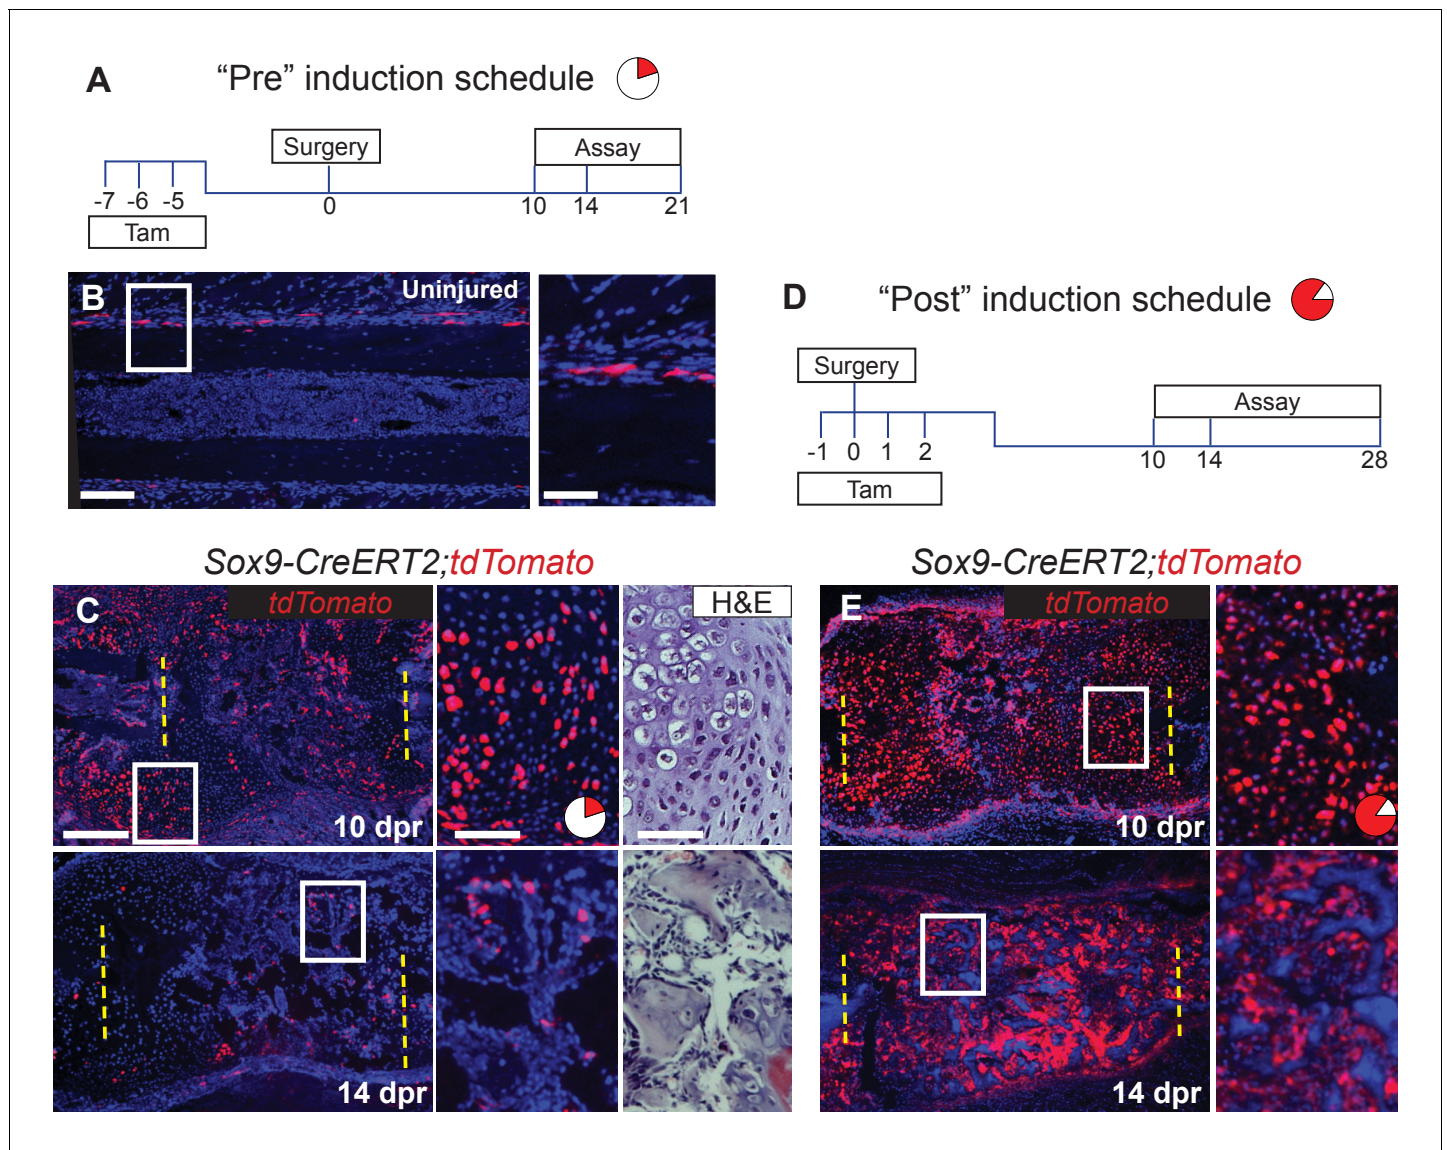 A
“Pre” induction schedule
Surgery
Assay
-7 -6 -5
0
10 14 21
Tam
B
Uninjured
D
“Post” induction schedule
Surgery
Assay
-1 0 1 2
10 14 28
Tam
Sox9-CreERT2;tdTomato
C
tdTomato
H&E
10 dpr
14 dpr
Sox9-CreERT2;tdTomato
E
tdTomato
10 dpr
14 dpr